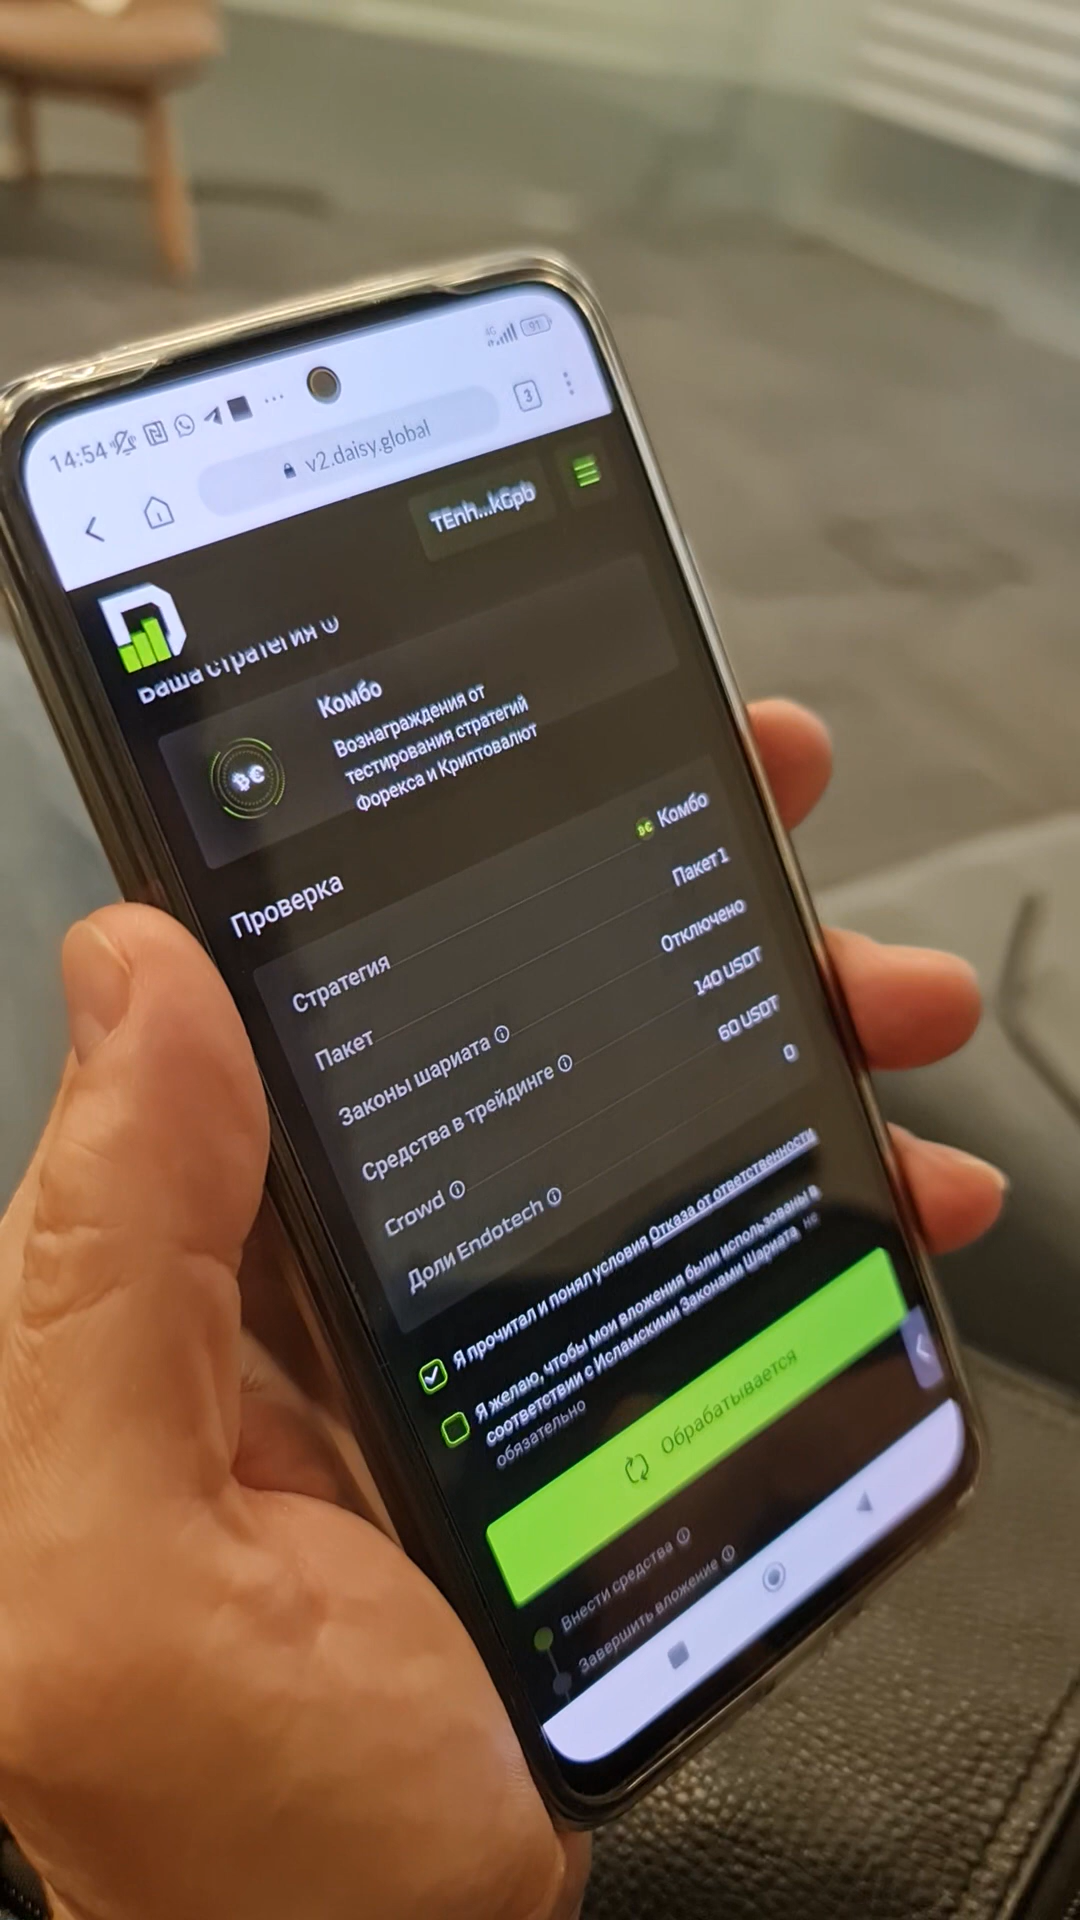 14:54
4G
91
v2.daisy.global
3
TEnh...kGpb
Ваша стратегия
Комбо
Вознаграждения от
тестирования стратегий
Форекса и Криптовалют
Проверка
Стратегия
Комбо
Пакет
Пакет 1
Законы шариата
Отключено
Средства в трейдинге
140 USDT
Crowd
60 USDT
Доли Endotech
0
Я прочитал и понял условия Отказа от ответственности
Я желаю, чтобы мои вложения были использованы в
соответствии с Исламскими Законами Шариата, не
обязательно
Обрабатывается
Внести средства
Завершить вложение